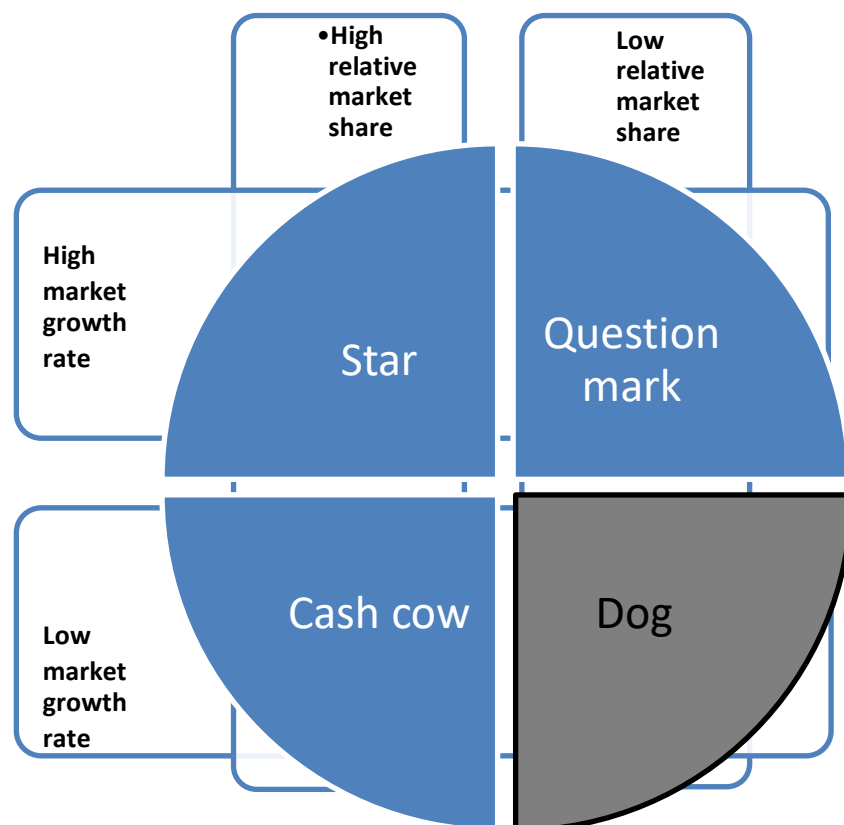 •High
relative
market
share
Low
relative
market
share
High
market
growth
rate
Star
Question
mark
Low
market
growth
rate
Cash cow
Dog